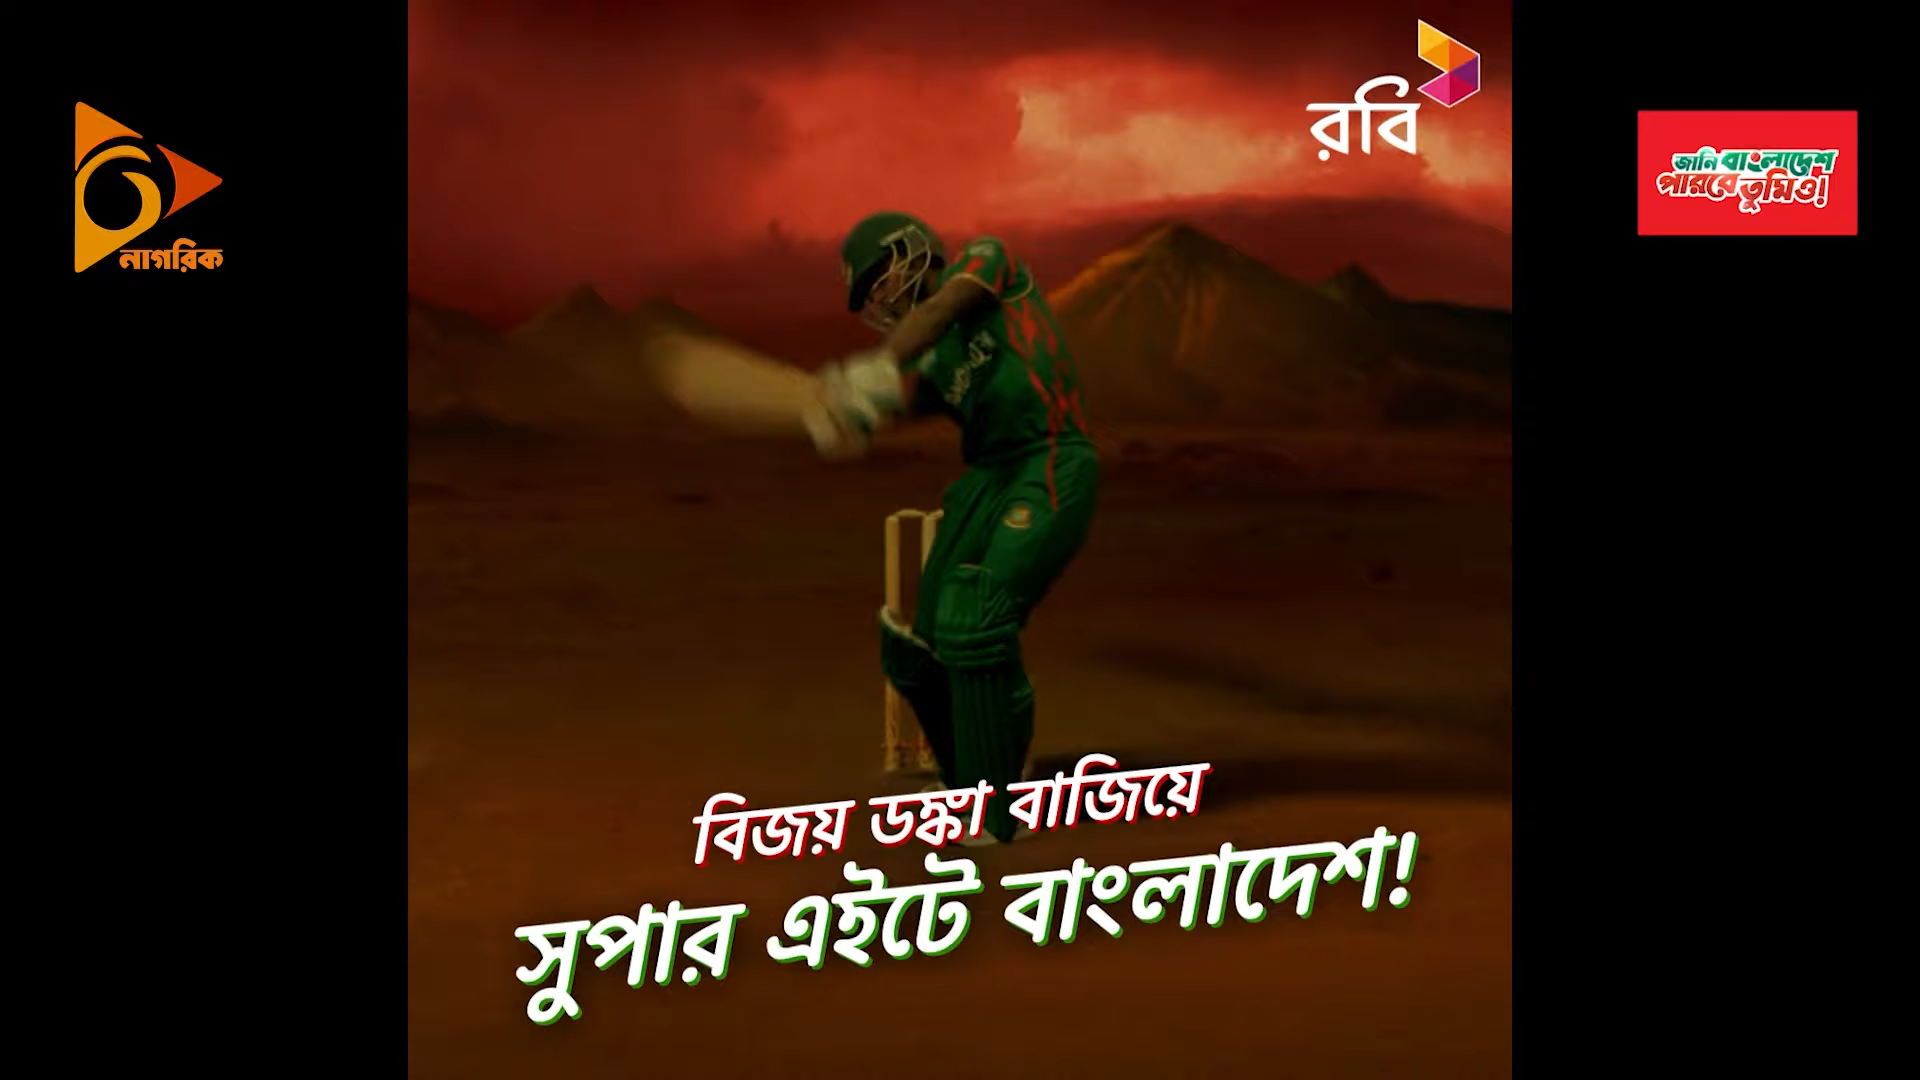 নাগরিক
রবি
জানি বাংলাদেশ
পারবে তুমিও!
বিজয় ডঙ্কা বাজিয়ে
সুপার এইটে বাংলাদেশ!